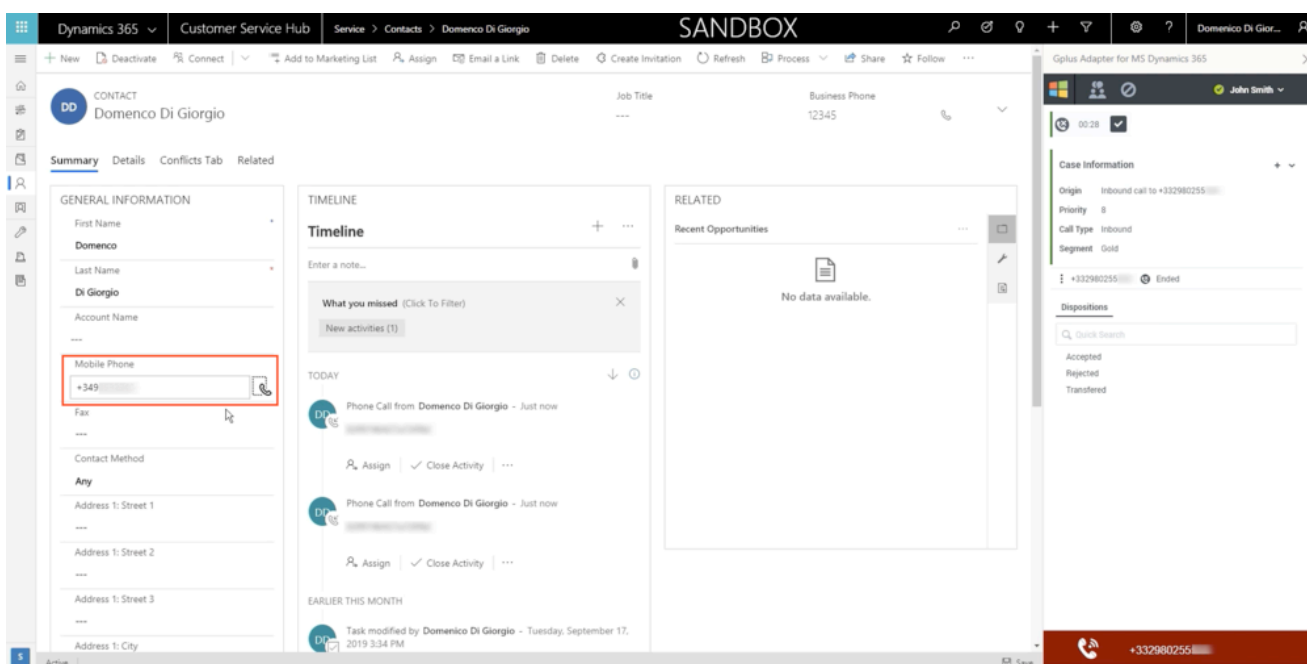 Dynamics 365
Customer Service Hub
Service > Contacts > Domenco Di Giorgio
SANDBOX
Domenico Di Gior...
+ New
Deactivate
Connect
Add to Marketing List
Assign
Email a Link
Delete
Create Invitation
Refresh
Process
Share
Follow
...
DD
CONTACT
Domenco Di Giorgio
Job Title
---
Business Phone
12345
Summary
Details
Conflicts Tab
Related
GENERAL INFORMATION
First Name *
Domenco
Last Name *
Di Giorgio
Account Name
---
Mobile Phone
+349
Fax
---
Contact Method
Any
Address 1: Street 1
---
Address 1: Street 2
---
Address 1: Street 3
---
Address 1: City
TIMELINE
Timeline
Enter a note...
What you missed (Click To Filter)
New activities (1)
TODAY
DD
Phone Call from Domenco Di Giorgio - Just now
Assign
Close Activity
...
DD
Phone Call from Domenco Di Giorgio - Just now
Assign
Close Activity
...
EARLIER THIS MONTH
DD
Task modified by Domenico Di Giorgio - Tuesday, September 17,
2019 3:34 PM
RELATED
Recent Opportunities
...
No data available.
Gplus Adapter for MS Dynamics 365
John Smith
00:28
Case Information
Origin Inbound call to +332980255
Priority 8
Call Type Inbound
Segment Gold
+332980255
Ended
Dispositions
Quick Search
Accepted
Rejected
Transfered
+332980255
S
Active
Save